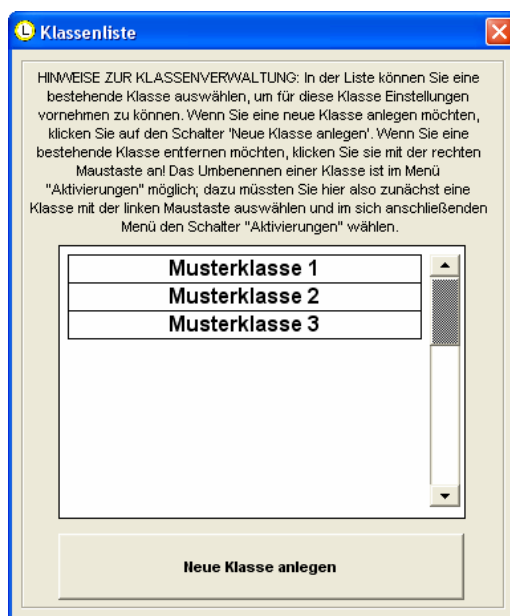 L Klassenliste
HINWEISE ZUR KLASSENVERWALTUNG: In der Liste können Sie eine
bestehende Klasse auswählen, um für diese Klasse Einstellungen
vornehmen zu können. Wenn Sie eine neue Klasse anlegen möchten,
klicken Sie auf den Schalter 'Neue Klasse anlegen'. Wenn Sie eine
bestehende Klasse entfernen möchten, klicken Sie sie mit der rechten
Maustaste an! Das Umbenennen einer Klasse ist im Menü
"Aktivierungen" möglich; dazu müssten Sie hier also zunächst eine
Klasse mit der linken Maustaste auswählen und im sich anschließenden
Menü den Schalter "Aktivierungen" wählen.
Musterklasse 1
Musterklasse 2
Musterklasse 3
Neue Klasse anlegen